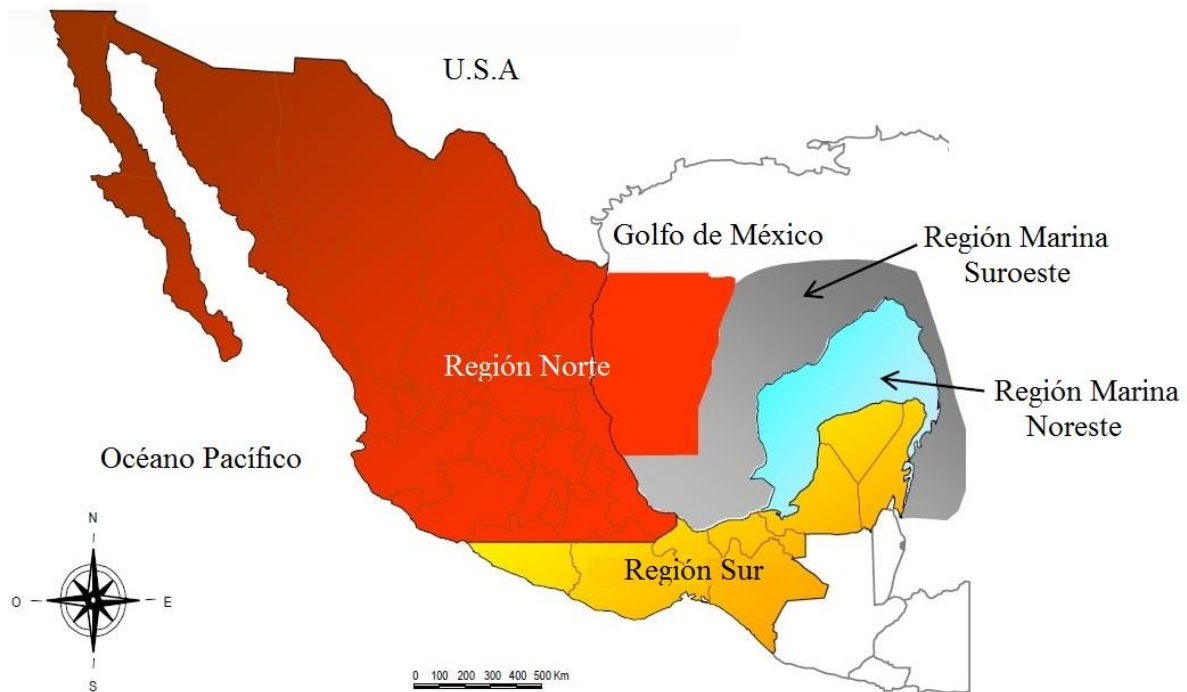 U.S.A
Golfo de México
Región Marina
Suroeste
Región Norte
Región Marina
Noreste
Océano Pacífico
Región Sur
N
O
E
S
0 100 200 300 400 500 Km